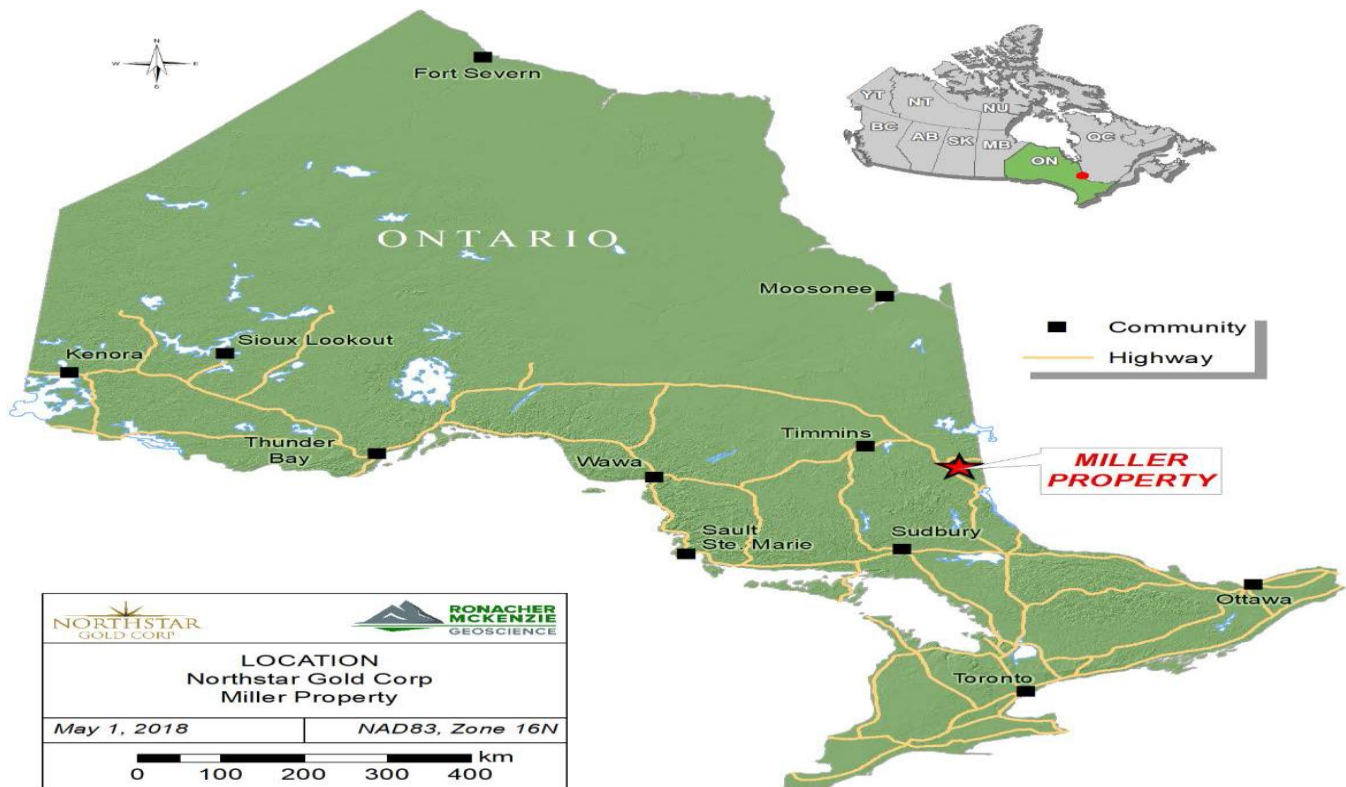 N
W
E
S
Fort Severn
YT
NT
NU
BC
AB
SK
MB
ON
QC
ONTARIO
Moosonee
Community
Highway
Kenora
Sioux Lookout
Thunder
Bay
Wawa
Timmins
MILLER
PROPERTY
Sault
Ste. Marie
Sudbury
Ottawa
Toronto
NORTHSTAR
GOLD CORP
RONACHER
MCKENZIE
GEOSCIENCE
LOCATION
Northstar Gold Corp
Miller Property
May 1, 2018
NAD83, Zone 16N
km
0 100 200 300 400